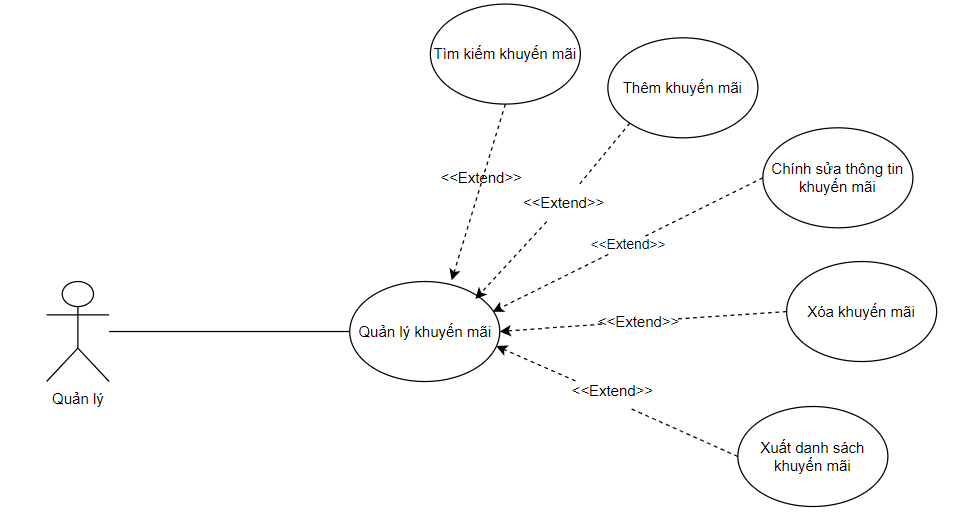 Tìm kiếm khuyến mãi
Thêm khuyến mãi
<<Extend>>
Chính sửa thông tin
khuyến mãi
<<Extend>>
<<Extend>>
Xóa khuyến mãi
<<Extend>>
Quản lý khuyến mãi
<<Extend>>
Quản lý
Xuất danh sách
khuyến mãi